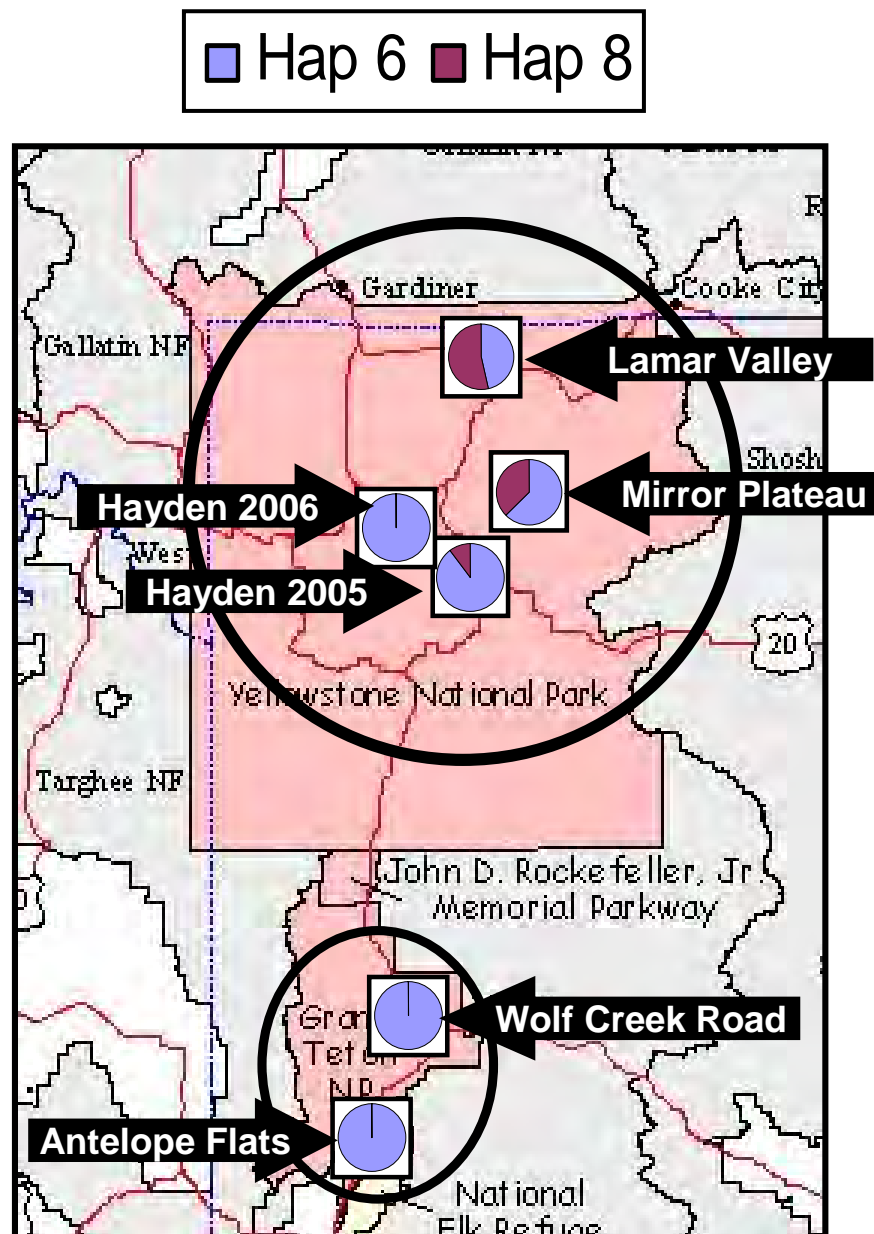 Hap 6 Hap 8
R
Gardiner
Cooke City
Gallatin NF
Lamar Valley
Shosh
Mirror Plateau
Hayden 2006
West
Hayden 2005
20
Yellowstone National Park
Targhee NF
John D. Rockefeller, Jr.
Memorial Parkway
Wolf Creek Road
Gran
Teton
NP
Antelope Flats
National
Elk Refuge